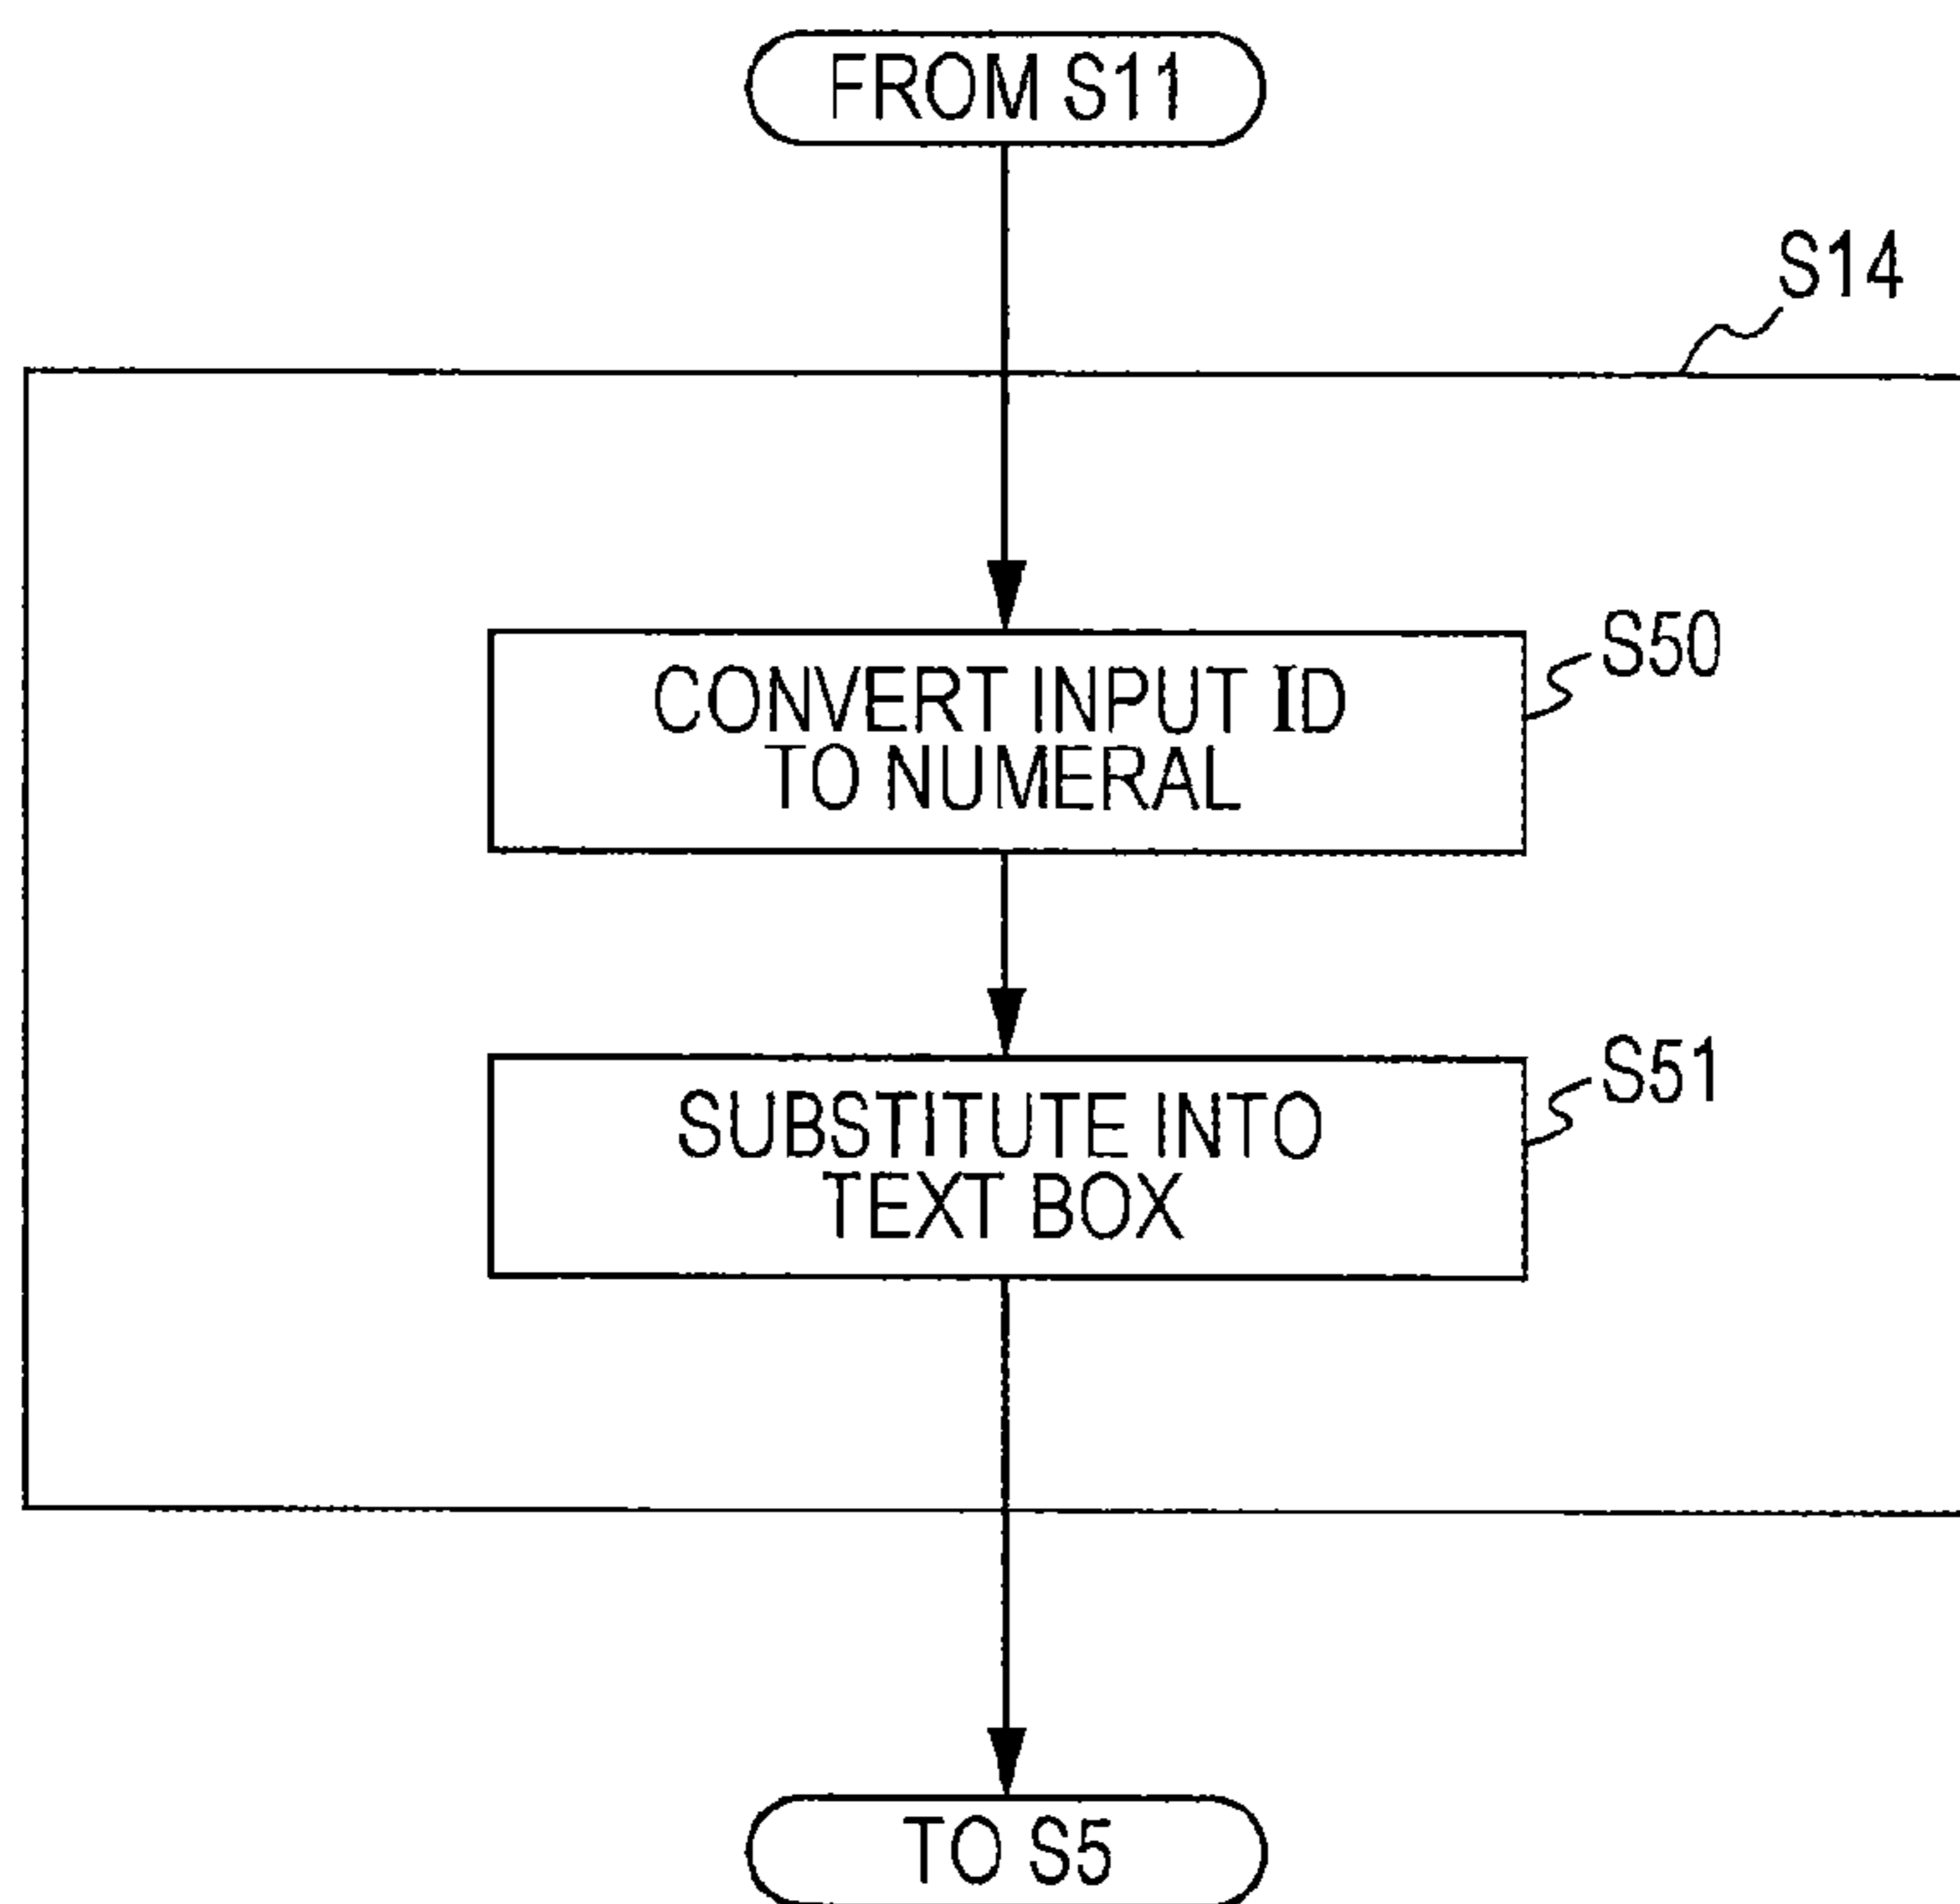 FROM S11
S14
CONVERT INPUT ID
TO NUMERAL
S50
SUBSTITUTE INTO
TEXT BOX
S51
TO S5